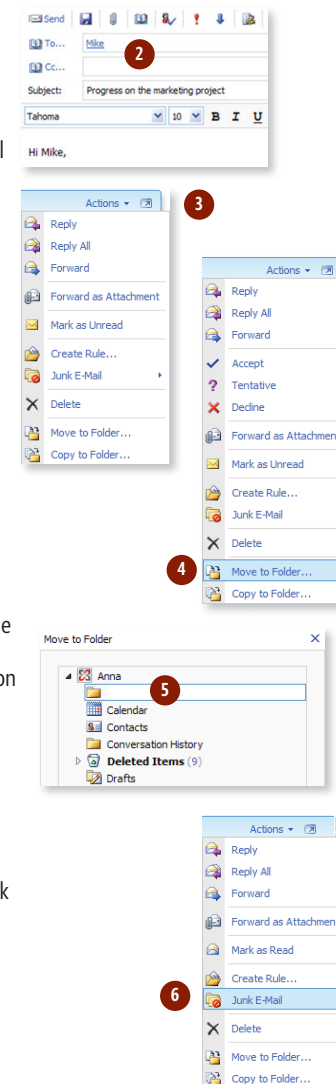 Send
To... Mike
2
Cc...
Subject: Progress on the marketing project
Tahoma 10 B I U
l
Hi Mike,
Actions
3
Reply
Reply All
Forward
Forward as Attachment
Mark as Unread
Create Rule...
Junk E-Mail
Delete
Move to Folder...
Copy to Folder...
Actions
Reply
Reply All
Forward
Accept
Tentative
Decline
Forward as Attachmen
Mark as Unread
Create Rule...
Junk E-Mail
Delete
4
Move to Folder...
Copy to Folder...
e
on
Move to Folder
Anna
5
Calendar
Contacts
Conversation History
Deleted Items (9)
Drafts
k
Actions
Reply
Reply All
Forward
Forward as Attachmen
Mark as Read
Create Rule...
6
Junk E-Mail
Delete
Move to Folder...
Copy to Folder...